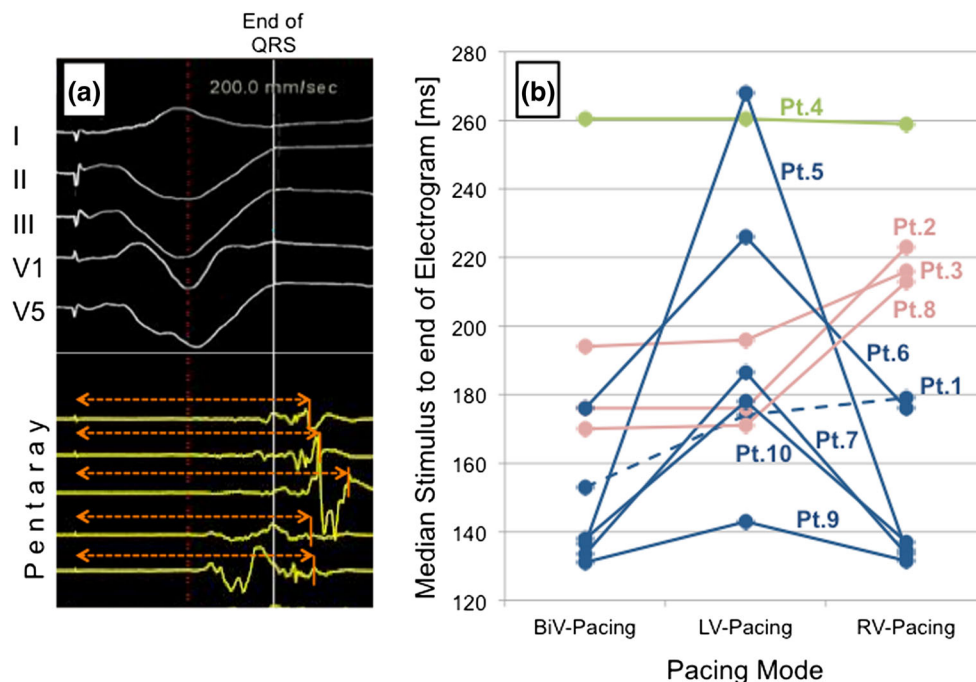 End of
QRS
(a)
200.0 mm/sec
I
II
III
V1
V5
Pentaray
(b)
Median Stimulus to end of Electrogram [ms]
280
260
240
220
200
180
160
140
120
Pt.4
Pt.5
Pt.2
Pt.3
Pt.8
Pt.6
Pt.1
Pt.7
Pt.10
Pt.9
BiV-Pacing LV-Pacing RV-Pacing
Pacing Mode